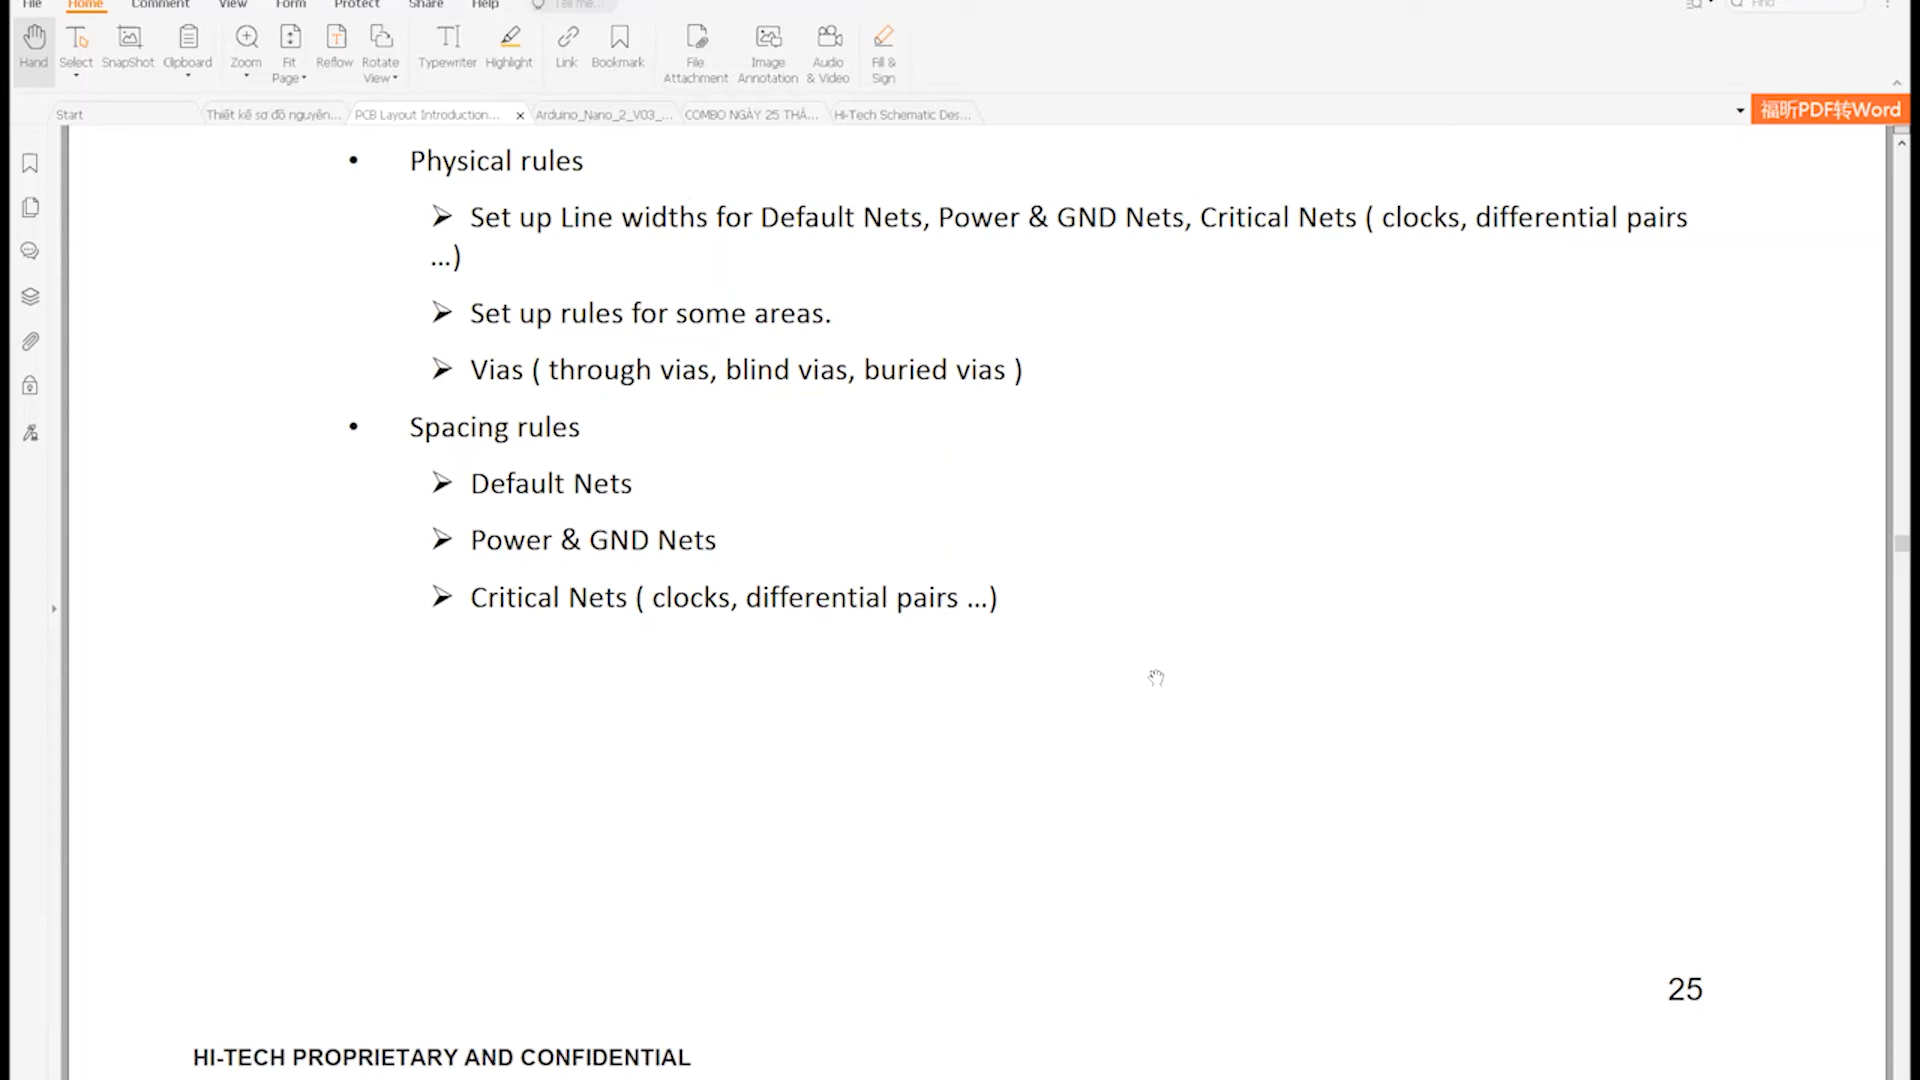 File Home Comment View Form Protect Share Help Tell me... Find
Hand Select SnapShot Clipboard Zoom Fit Page Reflow Rotate View Typewriter Highlight Link Bookmark File Attachment Image Annotation Audio & Video Fill & Sign
Start Thiết kế sơ đồ nguyên... PCB Layout Introduction... × Arduino_Nano_2_V03_... COMBO NGÀY 25 THÁ... Hi-Tech Schematic Des... 福昕PDF转Word
• Physical rules
➢ Set up Line widths for Default Nets, Power & GND Nets, Critical Nets ( clocks, differential pairs
...)
➢ Set up rules for some areas.
➢ Vias ( through vias, blind vias, buried vias )
• Spacing rules
➢ Default Nets
➢ Power & GND Nets
➢ Critical Nets ( clocks, differential pairs ...)
25
HI-TECH PROPRIETARY AND CONFIDENTIAL